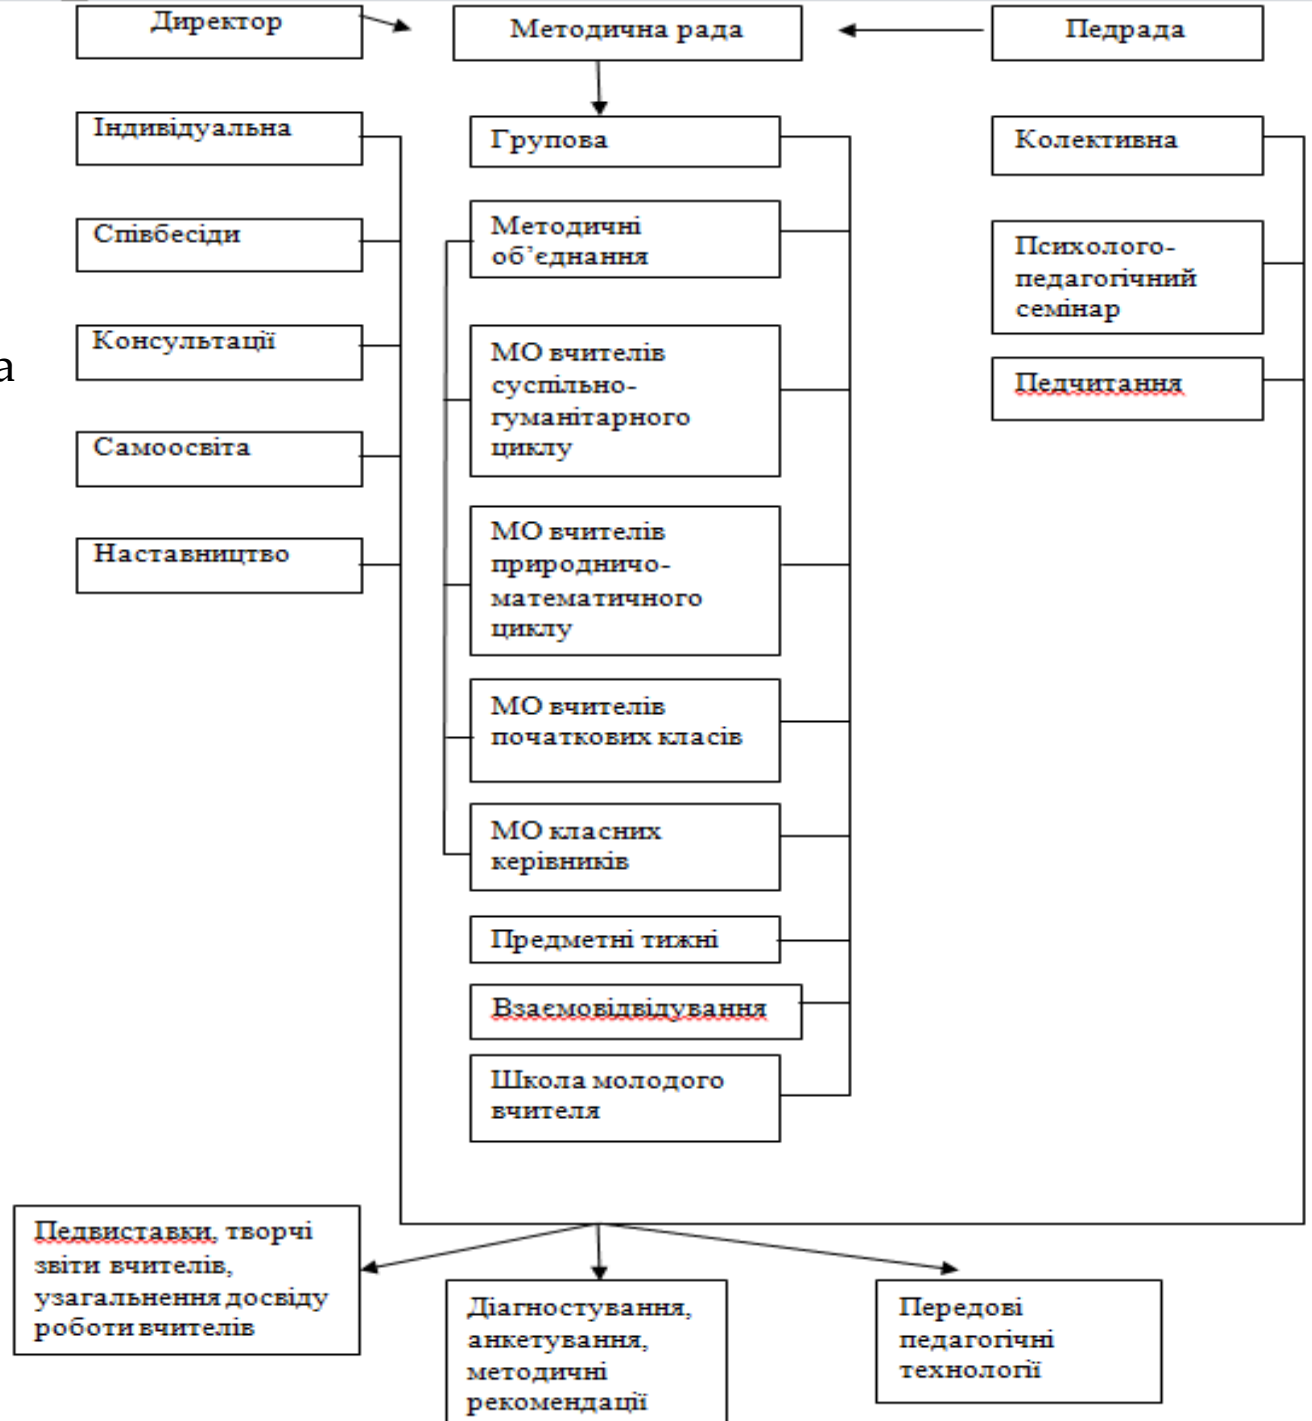 Директор
Методична рада
Педрада
Індивідуальна
Співбесіди
Консультації
а
Самоосвіта
Наставництво
Групова
Методичні
об’єднання
МО вчителів
суспільно-
гуманітарного
циклу
МО вчителів
природничо-
математичного
циклу
МО вчителів
початкових класів
МО класних
керівників
Предметні тижні
Взаємовідвідування
Школа молодого
вчителя
Колективна
Психолого-
педагогічний
семінар
Педчитання
Педвиставки, творчі
звіти вчителів,
узагальнення досвіду
роботи вчителів
Діагностування,
анкетування,
методичні
рекомендації
Передові
педагогічні
технології